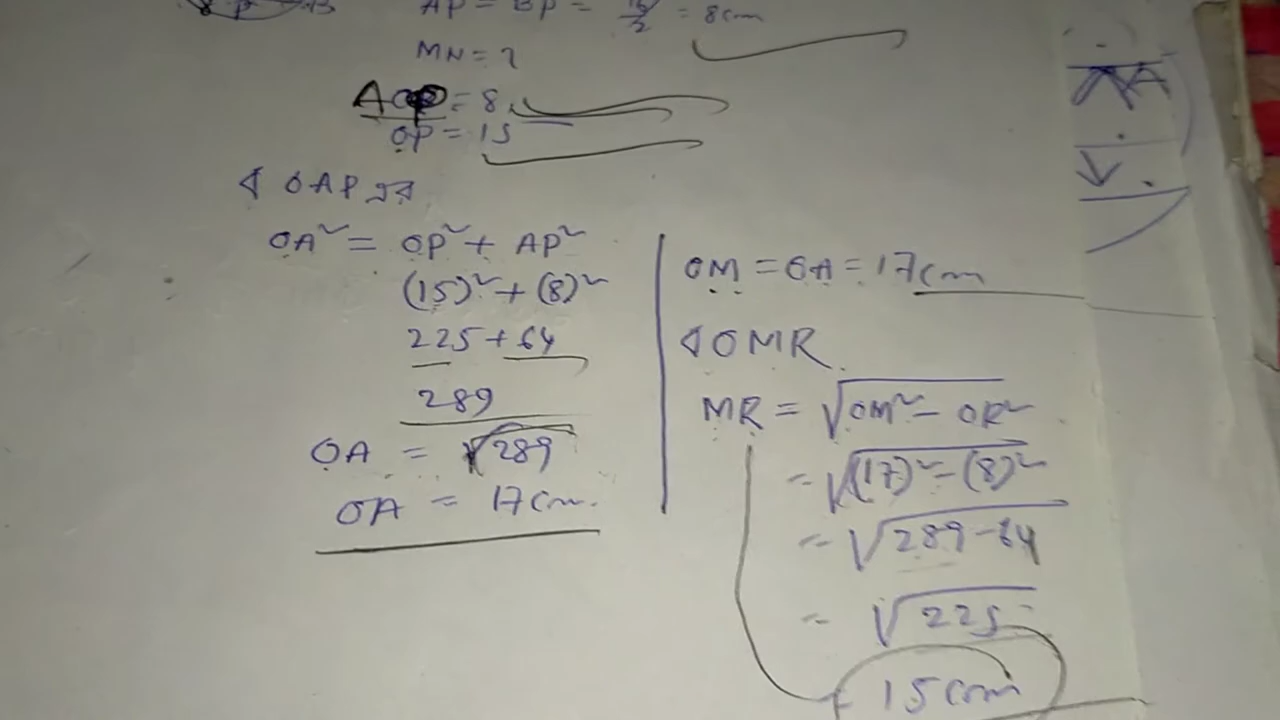 AP = BP = 16/2 = 8cm
MN = ?
AP = 8
OP = 15
∢ OAP এর
OA² = OP² + AP²
(15)² + (8)²
225 + 64
289
OA = √289
OA = 17cm.
OM = OA = 17cm
∢ OMR
MR = √OM² - OR²
= √(17)² - (8)²
= √289 - 64
= √225
= 15cm